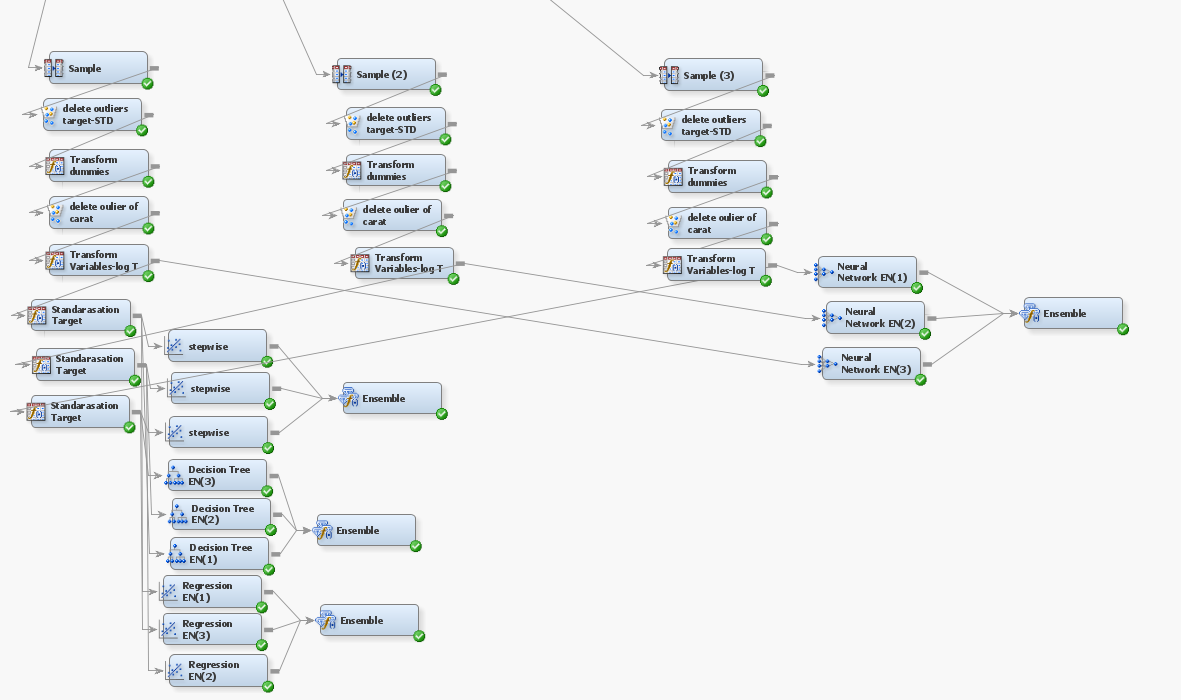 Sample
delete outliers
target-STD
Transform
dummies
delete oulier of
carat
Transform
Variables-log T
Sample (2)
delete outliers
target-STD
Transform
dummies
delete oulier of
carat
Transform
Variables-log T
Sample (3)
delete outliers
target-STD
Transform
dummies
delete oulier of
carat
Transform
Variables-log T
Neural
Network EN(1)
Neural
Network EN(2)
Neural
Network EN(3)
Ensemble
Standarasation
Target
Standarasation
Target
Standarasation
Target
stepwise
stepwise
stepwise
Ensemble
Decision Tree
EN(3)
Decision Tree
EN(2)
Decision Tree
EN(1)
Ensemble
Regression
EN(1)
Regression
EN(3)
Regression
EN(2)
Ensemble